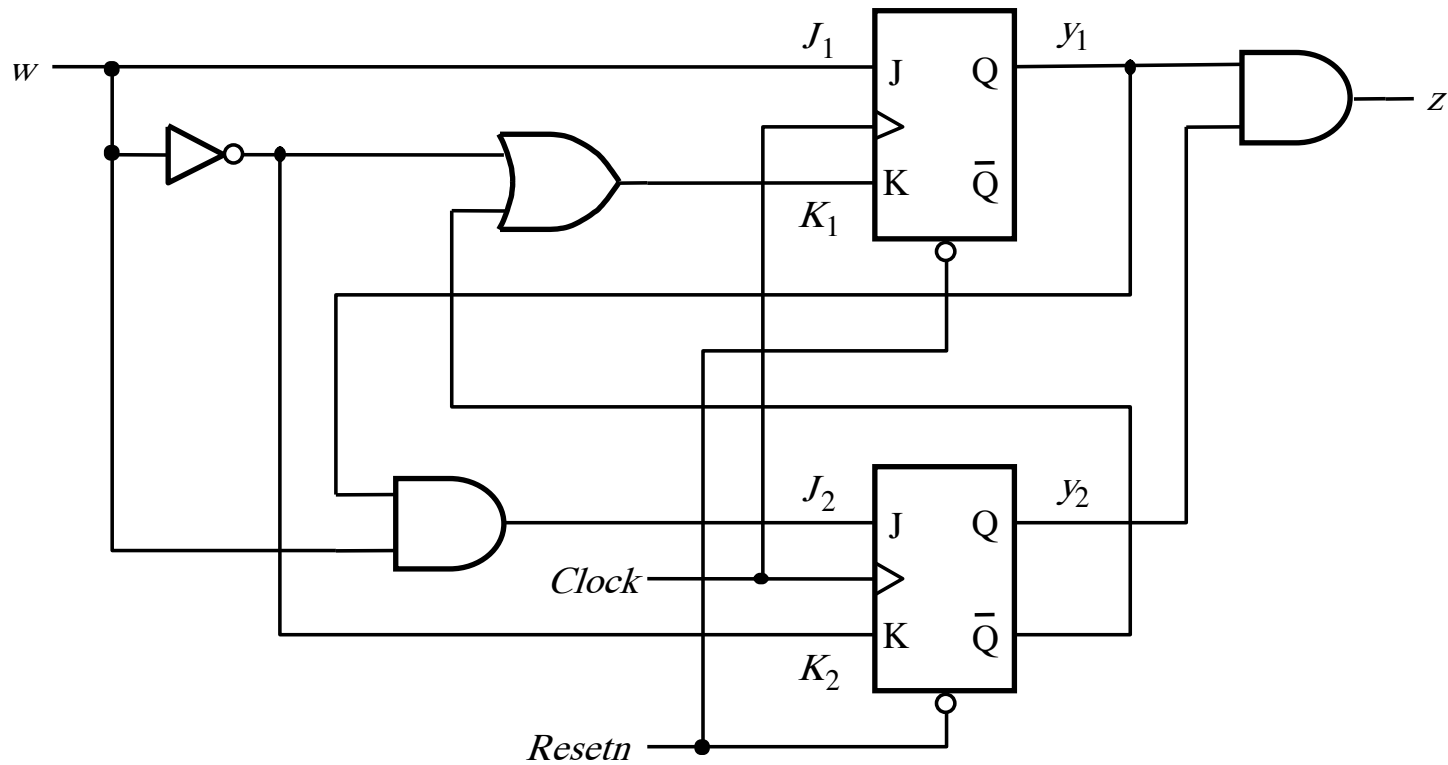 J₁ y₁
w J Q z
K Q̅
K₁
J₂ y₂
J Q
Clock
K Q̅
K₂
Resetn